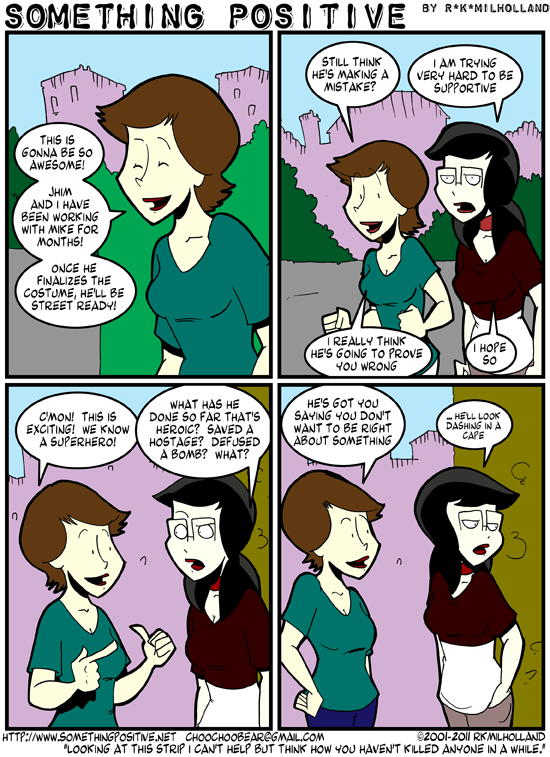 SOMETHING POSITIVE BY R*K*MILHOLLAND
THIS IS
GONNA BE SO
AWESOME!
JHIM
AND I HAVE
BEEN WORKING
WITH MIKE FOR
MONTHS!
ONCE HE
FINALIZES THE
COSTUME, HE'LL BE
STREET READY!
STILL THINK
HE'S MAKING A
MISTAKE?
I AM TRYING
VERY HARD TO BE
SUPPORTIVE
I REALLY THINK
HE'S GOING TO PROVE
YOU WRONG
I HOPE
SO
C'MON! THIS IS
EXCITING! WE KNOW
A SUPERHERO!
WHAT HAS HE
DONE SO FAR THAT'S
HEROIC? SAVED A
HOSTAGE? DEFUSED
A BOMB? WHAT?
HE'S GOT YOU
SAYING YOU DON'T
WANT TO BE RIGHT
ABOUT SOMETHING
... HE'LL LOOK
DASHING IN A
CAPE
HTTP://WWW.SOMETHINGPOSITIVE.NET CHOOCHOOBEAR@GMAIL.COM ©2001-2011 RKMILHOLLAND
"LOOKING AT THIS STRIP I CAN'T HELP BUT THINK HOW YOU HAVEN'T KILLED ANYONE IN A WHILE."